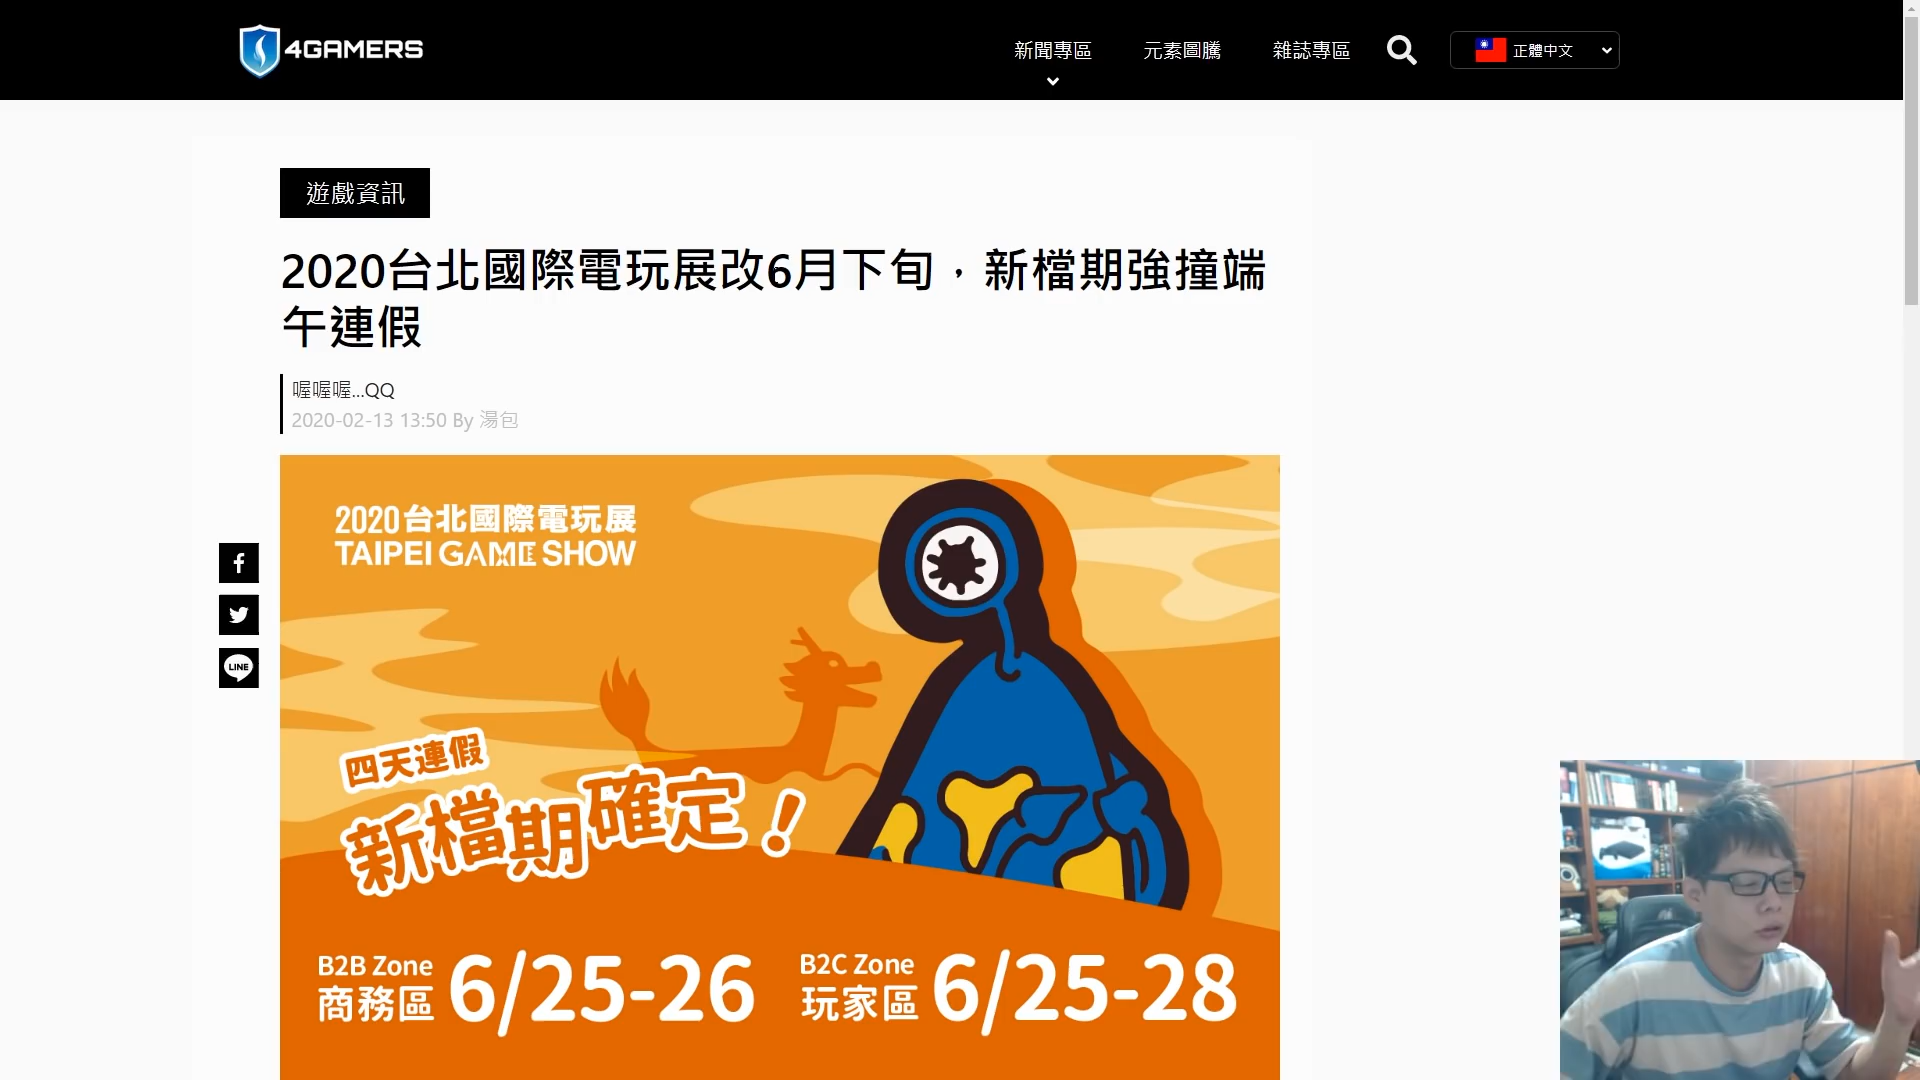 4GAMERS
新聞專區
元素圖騰
雜誌專區
正體中文
遊戲資訊
2020台北國際電玩展改6月下旬，新檔期強撞端
午連假
喔喔喔...QQ
2020-02-13 13:50 By 湯包
2020台北國際電玩展
TAIPEI GAME SHOW
LINE
四天連假
新檔期確定！
B2B Zone
商務區 6/25-26
B2C Zone
玩家區 6/25-28